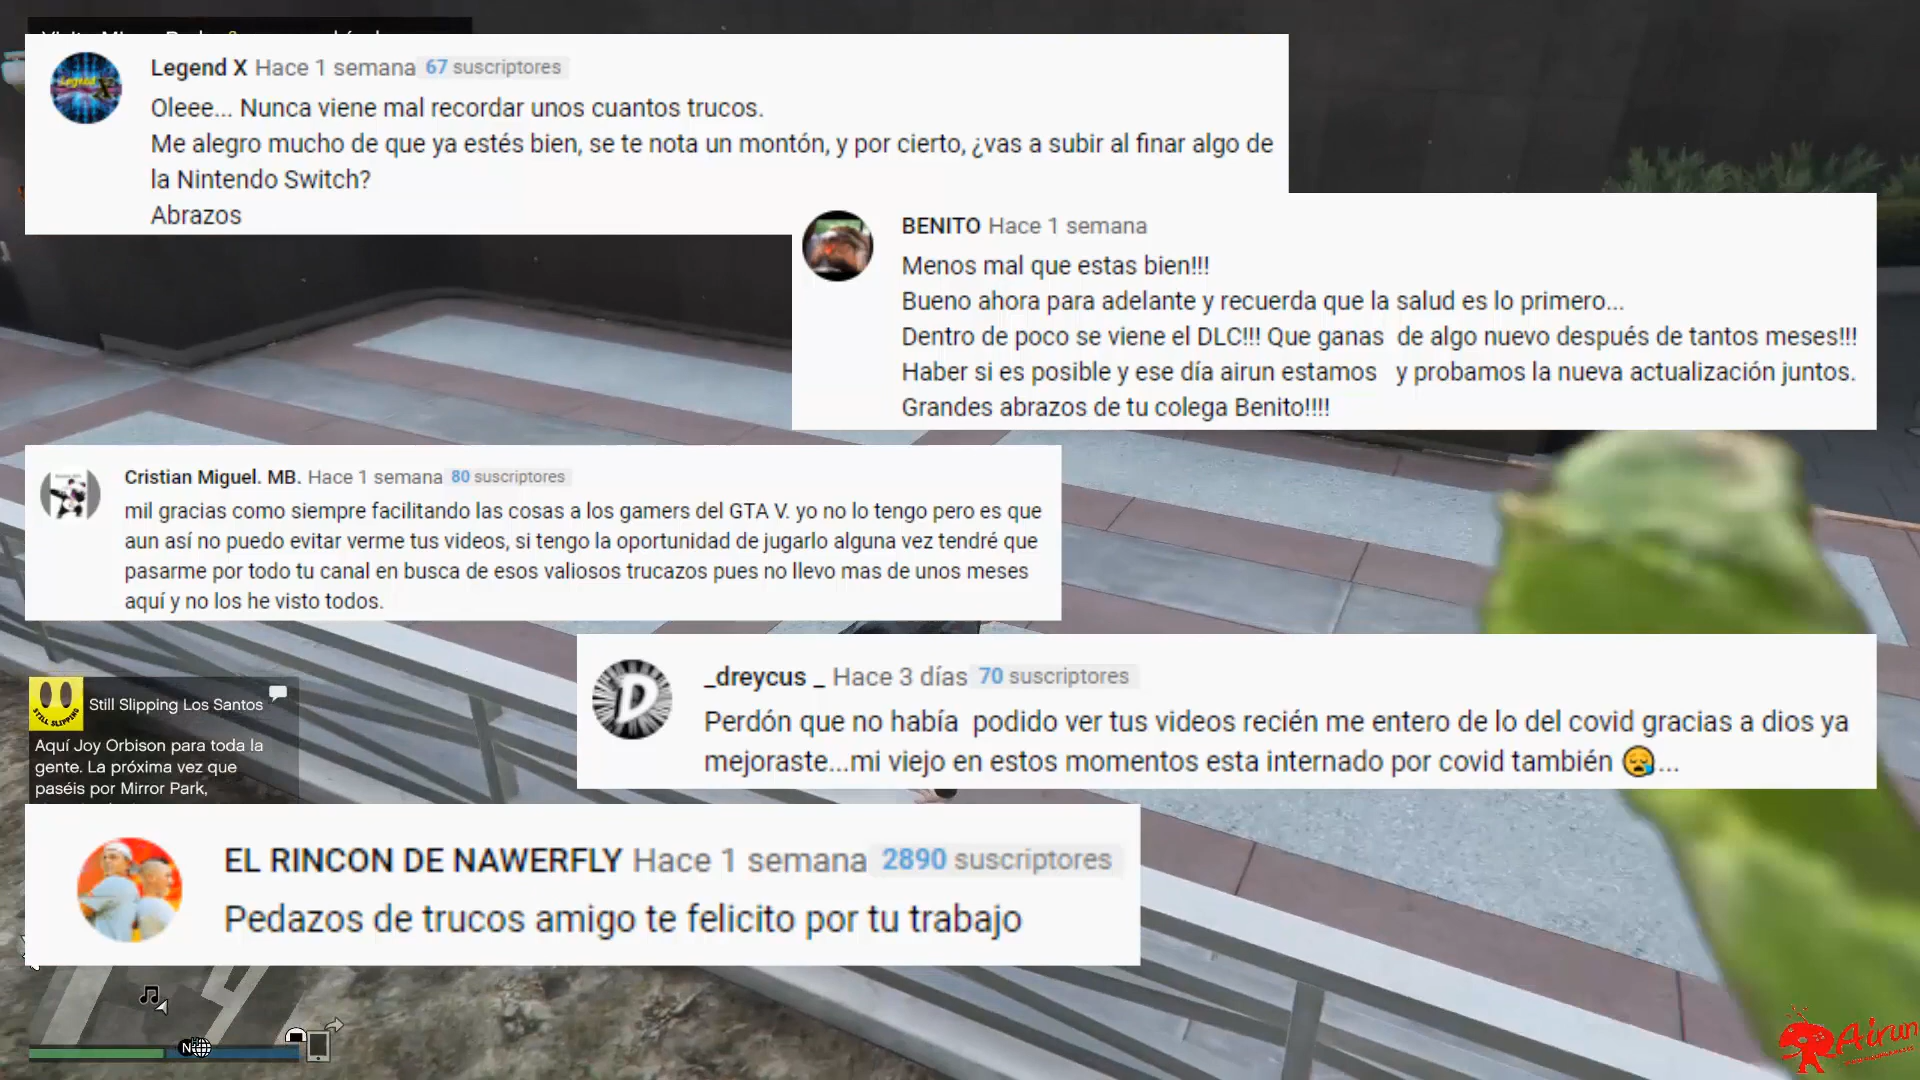 Legend X Hace 1 semana 67 suscriptores
Oleee... Nunca viene mal recordar unos cuantos trucos.
Me alegro mucho de que ya estés bien, se te nota un montón, y por cierto, ¿vas a subir al finar algo de
la Nintendo Switch?
Abrazos
BENITO Hace 1 semana
Menos mal que estas bien!!!
Bueno ahora para adelante y recuerda que la salud es lo primero...
Dentro de poco se viene el DLC!!! Que ganas de algo nuevo después de tantos meses!!!
Haber si es posible y ese día airun estamos y probamos la nueva actualización juntos.
Grandes abrazos de tu colega Benito!!!!
Cristian Miguel. MB. Hace 1 semana 80 suscriptores
mil gracias como siempre facilitando las cosas a los gamers del GTA V. yo no lo tengo pero es que
aun así no puedo evitar verme tus videos, si tengo la oportunidad de jugarlo alguna vez tendré que
pasarme por todo tu canal en busca de esos valiosos trucazos pues no llevo mas de unos meses
aquí y no los he visto todos.
_dreycus _ Hace 3 días 70 suscriptores
Perdón que no había podido ver tus videos recién me entero de lo del covid gracias a dios ya
mejoraste...mi viejo en estos momentos esta internado por covid también 😪...
STILL SLIPPING
Still Slipping Los Santos
Aquí Joy Orbison para toda la
gente. La próxima vez que
paséis por Mirror Park,
EL RINCON DE NAWERFLY Hace 1 semana 2890 suscriptores
Pedazos de trucos amigo te felicito por tu trabajo
N
Airun